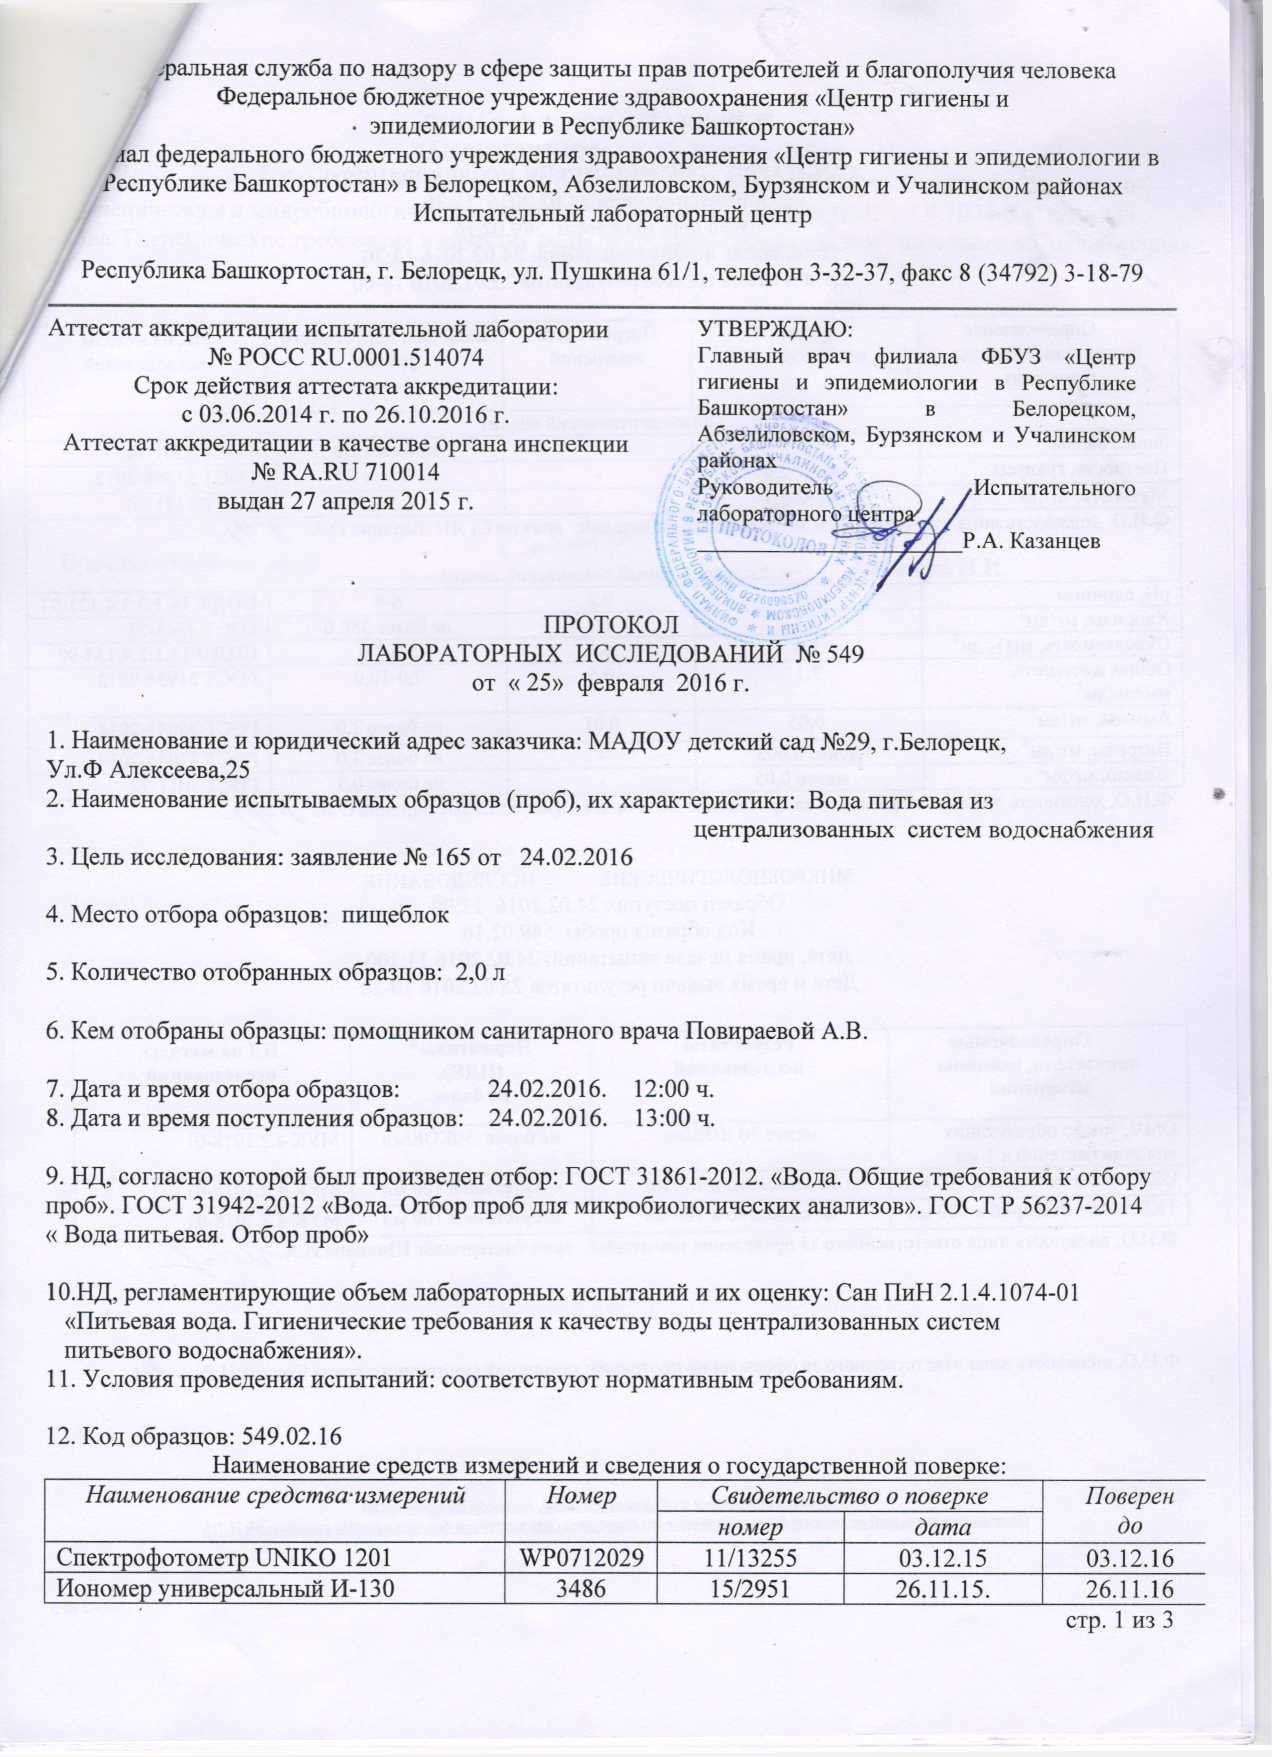 еральная служба по надзору в сфере защиты прав потребителей и благополучия человека
Федеральное бюджетное учреждение здравоохранения «Центр гигиены и
эпидемиологии в Республике Башкортостан»
иал федерального бюджетного учреждения здравоохранения «Центр гигиены и эпидемиологии в
Республике Башкортостан» в Белорецком, Абзелиловском, Бурзянском и Учалинском районах
Испытательный лабораторный центр
Республика Башкортостан, г. Белорецк, ул. Пушкина 61/1, телефон 3-32-37, факс 8 (34792) 3-18-79
Аттестат аккредитации испытательной лаборатории
№ РОСС RU.0001.514074
Срок действия аттестата аккредитации:
с 03.06.2014 г. по 26.10.2016 г.
Аттестат аккредитации в качестве органа инспекции
№ RA.RU 710014
выдан 27 апреля 2015 г.
УТВЕРЖДАЮ:
Главный врач филиала ФБУЗ «Центр
гигиены и эпидемиологии в Республике
Башкортостан» в Белорецком,
Абзелиловском, Бурзянском и Учалинском
районах
Руководитель Испытательного
лабораторного центра
Р.А. Казанцев
ПРОТОКОЛОВ
ИНН 0276090570
ПРОТОКОЛ
ЛАБОРАТОРНЫХ ИССЛЕДОВАНИЙ № 549
от « 25» февраля 2016 г.
1. Наименование и юридический адрес заказчика: МАДОУ детский сад №29, г.Белорецк,
Ул.Ф Алексеева,25
2. Наименование испытываемых образцов (проб), их характеристики: Вода питьевая из
централизованных систем водоснабжения
3. Цель исследования: заявление № 165 от 24.02.2016
4. Место отбора образцов: пищеблок
5. Количество отобранных образцов: 2,0 л
6. Кем отобраны образцы: помощником санитарного врача Повираевой А.В.
7. Дата и время отбора образцов: 24.02.2016. 12:00 ч.
8. Дата и время поступления образцов: 24.02.2016. 13:00 ч.
9. НД, согласно которой был произведен отбор: ГОСТ 31861-2012. «Вода. Общие требования к отбору
проб». ГОСТ 31942-2012 «Вода. Отбор проб для микробиологических анализов». ГОСТ Р 56237-2014
« Вода питьевая. Отбор проб»
10.НД, регламентирующие объем лабораторных испытаний и их оценку: Сан ПиН 2.1.4.1074-01
«Питьевая вода. Гигиенические требования к качеству воды централизованных систем
питьевого водоснабжения».
11. Условия проведения испытаний: соответствуют нормативным требованиям.
12. Код образцов: 549.02.16
Наименование средств измерений и сведения о государственной поверке:
Наименование средства измерений Номер Свидетельство о поверке Поверен до
номер дата
Спектрофотометр UNIKO 1201 WP0712029 11/13255 03.12.15 03.12.16
Иономер универсальный И-130 3486 15/2951 26.11.15. 26.11.16
стр. 1 из 3